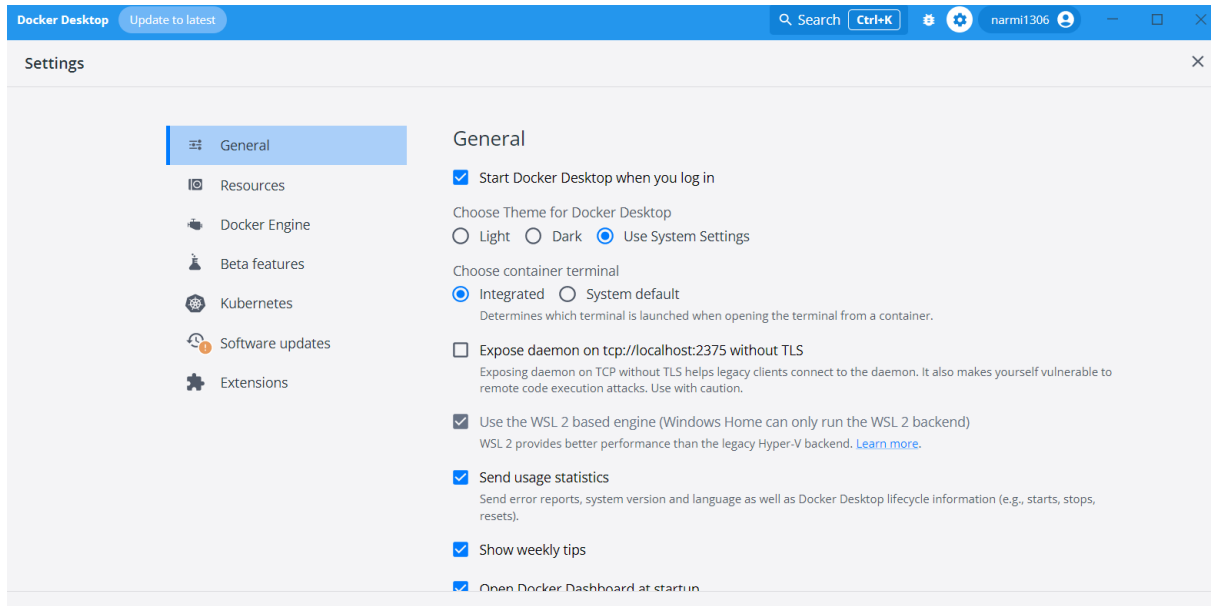 Docker Desktop Update to latest Search Ctrl+K narmi1306
Settings
General
Resources
Docker Engine
Beta features
Kubernetes
Software updates
Extensions
General
Start Docker Desktop when you log in
Choose Theme for Docker Desktop
Light Dark Use System Settings
Choose container terminal
Integrated System default
Determines which terminal is launched when opening the terminal from a container.
Expose daemon on tcp://localhost:2375 without TLS
Exposing daemon on TCP without TLS helps legacy clients connect to the daemon. It also makes yourself vulnerable to
remote code execution attacks. Use with caution.
Use the WSL 2 based engine (Windows Home can only run the WSL 2 backend)
WSL 2 provides better performance than the legacy Hyper-V backend. Learn more.
Send usage statistics
Send error reports, system version and language as well as Docker Desktop lifecycle information (e.g., starts, stops,
resets).
Show weekly tips
Open Docker Dashboard at startup